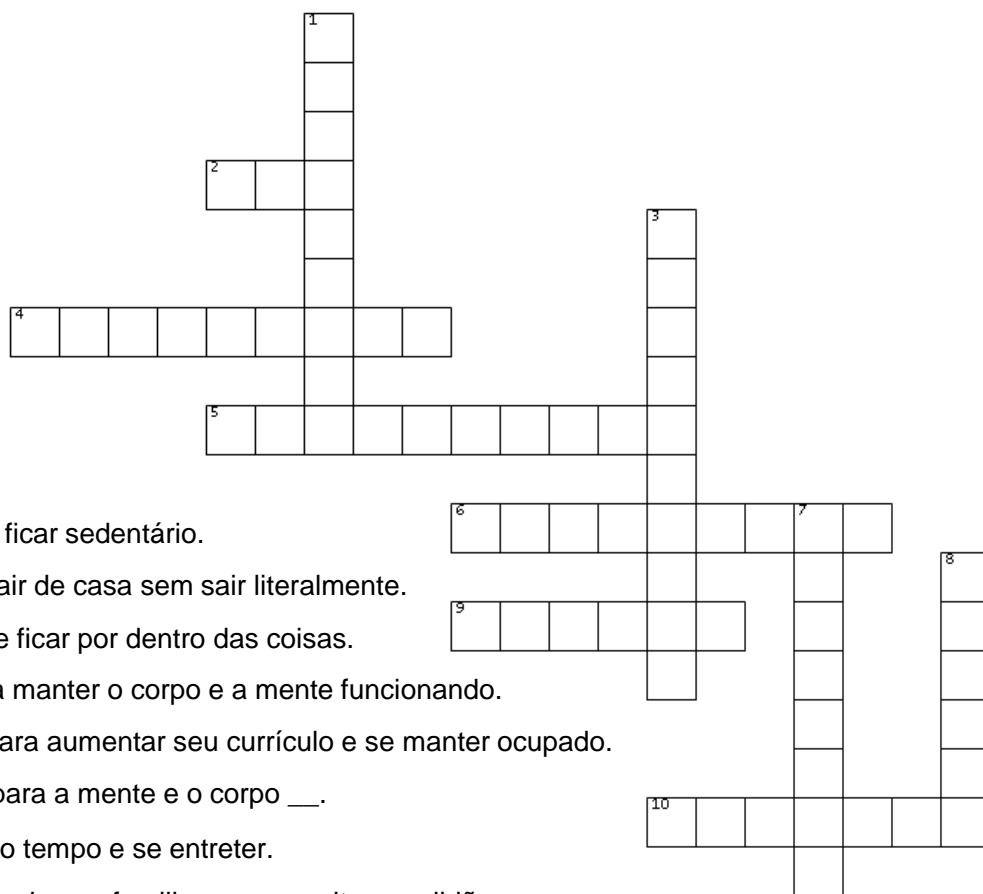 1
2
3
4
5
6
7
8
9
10
ficar sedentário.
de casa sem sair literalmente.
ficar por dentro das coisas.
manter o corpo e a mente funcionando.
aumentar seu currículo e se manter ocupado.
para a mente e o corpo __.
o tempo e se entreter.